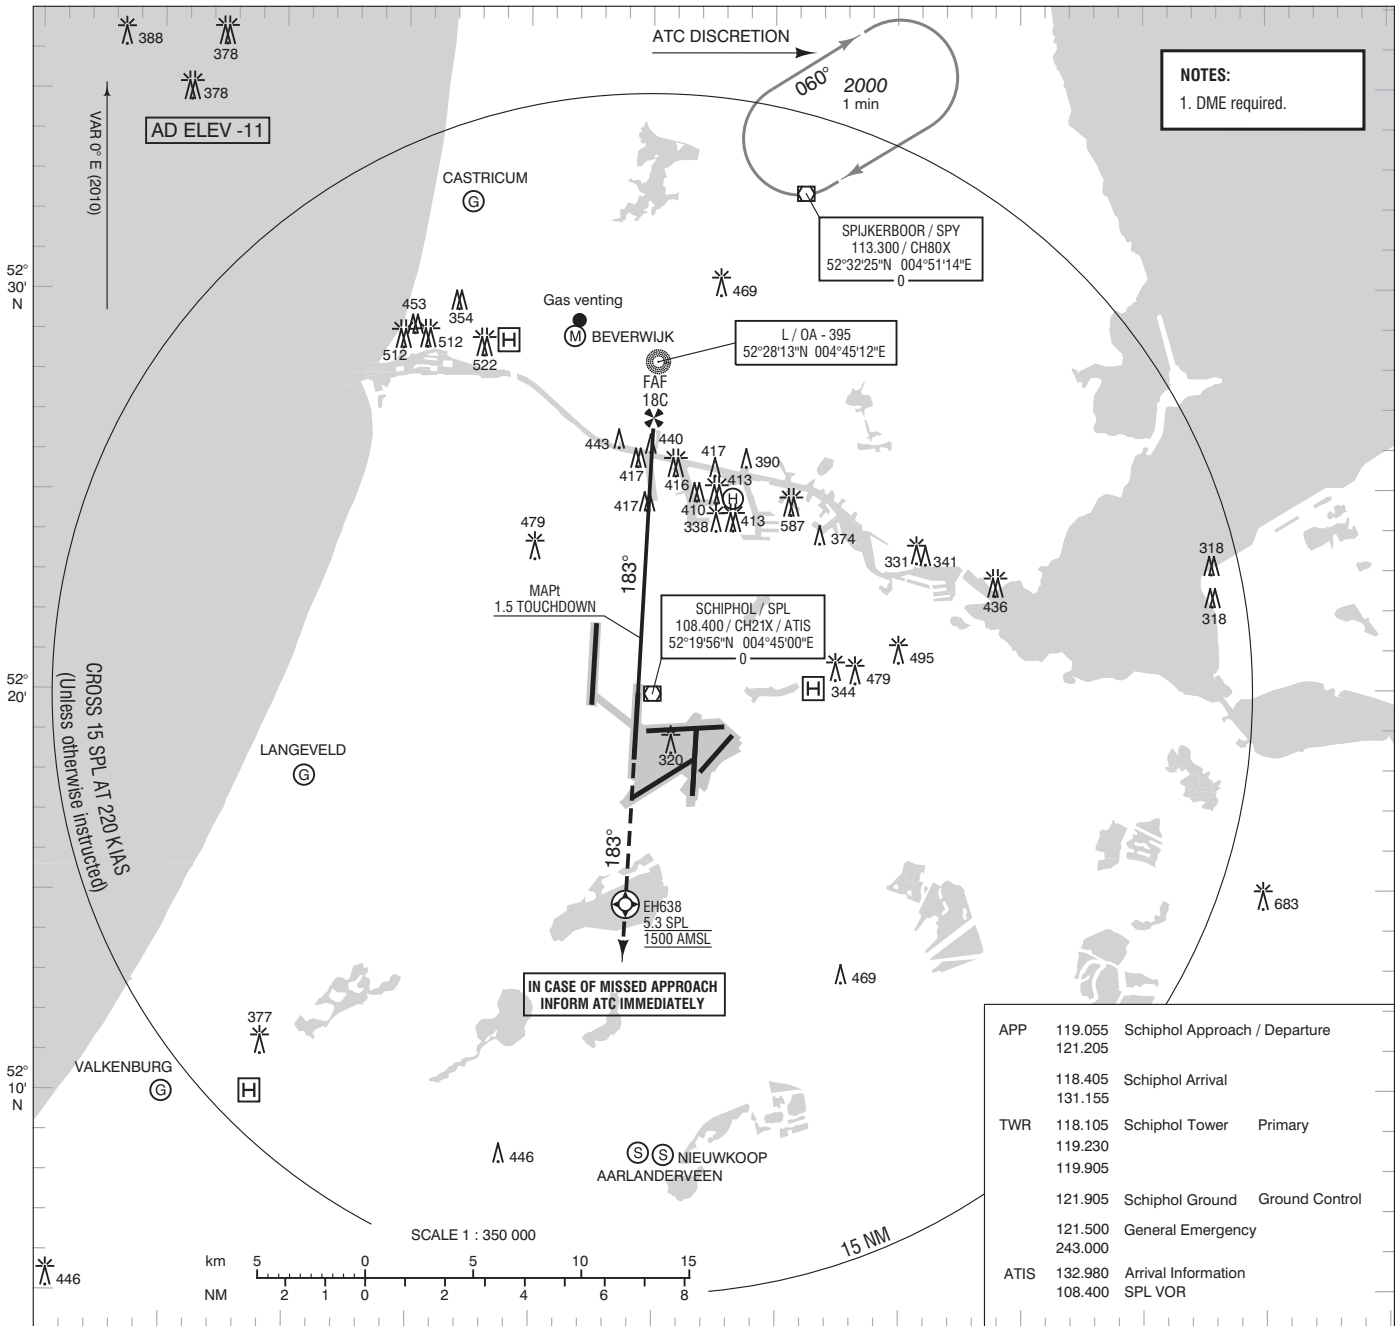 388
378
378
VAR 0° E (2010)
AD ELEV -11
ATC DISCRETION
060°
2000
1 min
NOTES:
1. DME required.
CASTRICUM
G
SPIJKERBOOR / SPY
113.300 / CH80X
52°32'25"N 004°51'14"E
0
52°
30'
N
469
453
354
512
512
522
H
Gas venting
M
BEVERWIJK
L / OA - 395
52°28'13"N 004°45'12"E
FAF
18C
443
440
417
416
417
390
413
H
417
410
338
413
587
374
479
331
341
436
318
318
183°
MAPt
1.5 TOUCHDOWN
SCHIPHOL / SPL
108.400 / CH21X / ATIS
52°19'56"N 004°45'00"E
0
495
344
479
H
52°
20'
CROSS 15 SPL AT 220 KIAS
(Unless otherwise instructed)
LANGEVELD
G
320
183°
EH638
5.3 SPL
1500 AMSL
683
469
IN CASE OF MISSED APPROACH
INFORM ATC IMMEDIATELY
377
VALKENBURG
G
H
52°
10'
N
446
S
S
NIEUWKOOP
AARLANDERVEEN
APP 119.055 Schiphol Approach / Departure
121.205
118.405 Schiphol Arrival
131.155
TWR 118.105 Schiphol Tower Primary
119.230
119.905
121.905 Schiphol Ground Ground Control
121.500 General Emergency
243.000
ATIS 132.980 Arrival Information
108.400 SPL VOR
15 NM
SCALE 1 : 350 000
km 5 0 5 10 15
NM 2 1 0 2 4 6 8
446